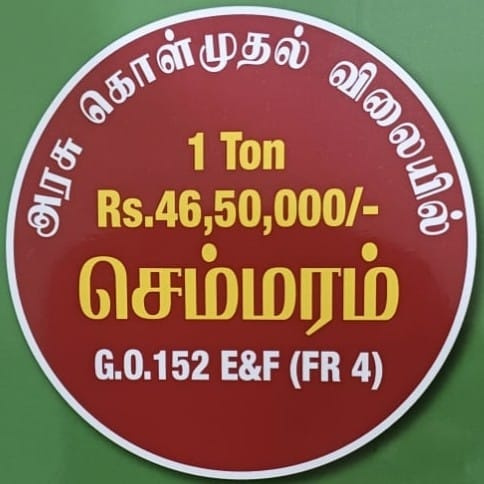 அரசு கொள்முதல் விலையில்
1 Ton
Rs.46,50,000/-
செம்மரம்
G.O.152 E&F (FR 4)